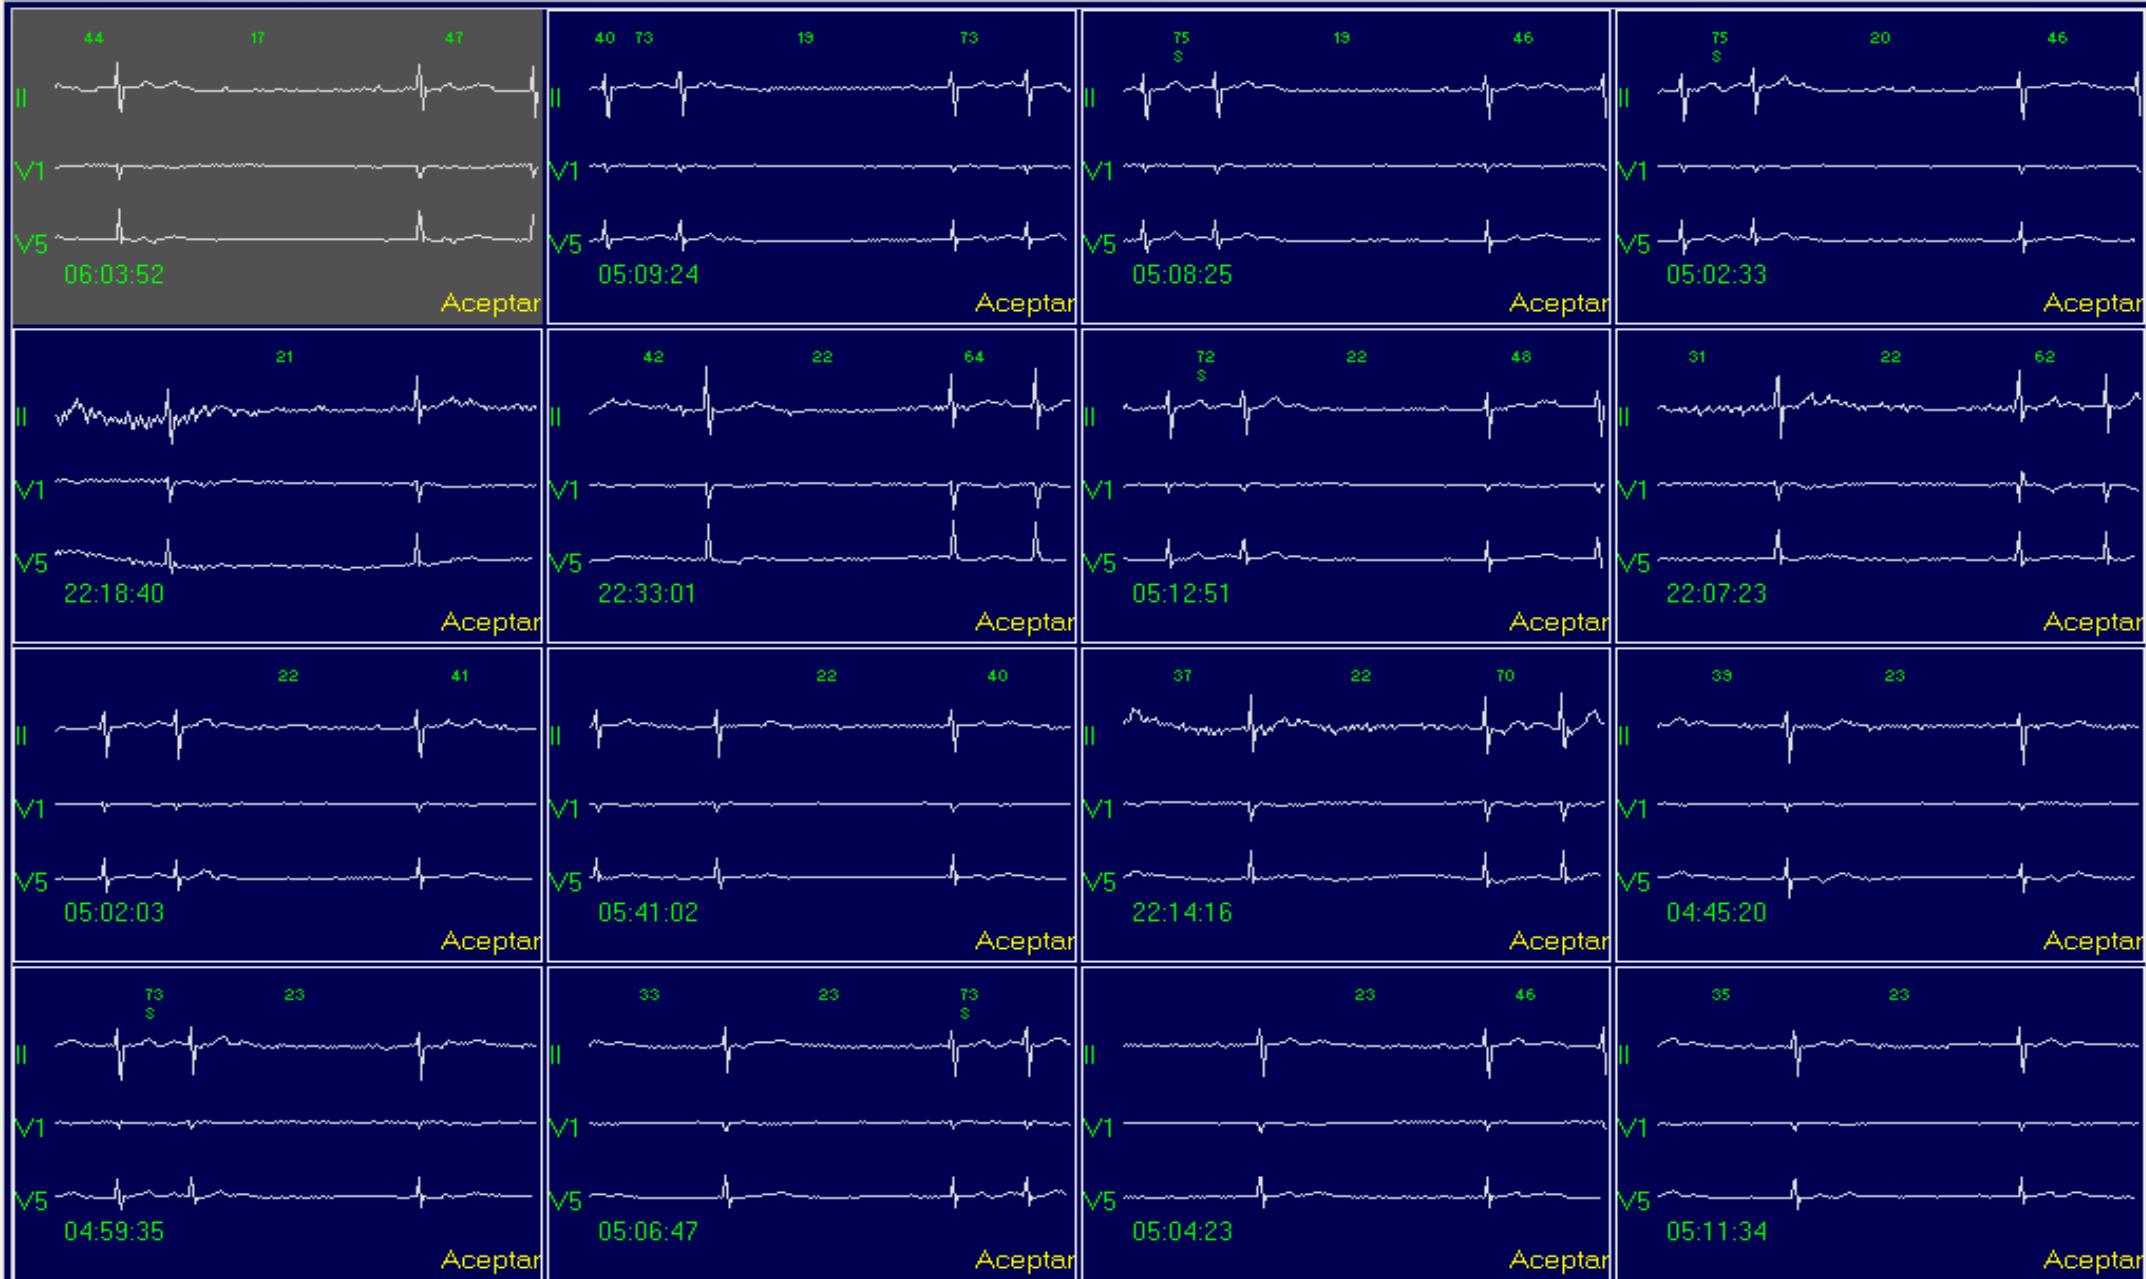 44 17 47
II
V1
V5
06:03:52
Aceptar
40 73 19 73
II
V1
V5
05:09:24
Aceptar
75 19 46
S
II
V1
V5
05:08:25
Aceptar
75 20 46
S
II
V1
V5
05:02:33
Aceptar
21
II
V1
V5
22:18:40
Aceptar
42 22 64
II
V1
V5
22:33:01
Aceptar
72 22 48
S
II
V1
V5
05:12:51
Aceptar
31 22 62
II
V1
V5
22:07:23
Aceptar
22 41
II
V1
V5
05:02:03
Aceptar
22 40
II
V1
V5
05:41:02
Aceptar
37 22 70
II
V1
V5
22:14:16
Aceptar
39 23
II
V1
V5
04:45:20
Aceptar
73 23
S
II
V1
V5
04:59:35
Aceptar
33 23 73
S
II
V1
V5
05:06:47
Aceptar
23 46
II
V1
V5
05:04:23
Aceptar
35 23
II
V1
V5
05:11:34
Aceptar